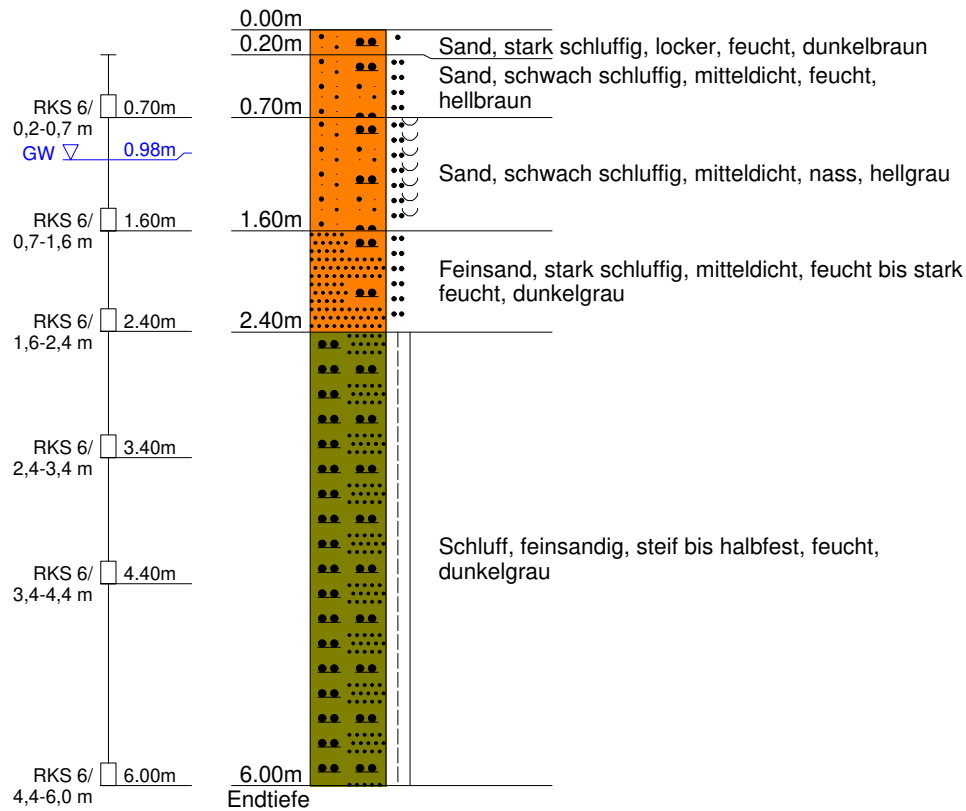 0.00m
0.20m
Sand, stark schluffig, locker, feucht, dunkelbraun
Sand, schwach schluffig, mitteldicht, feucht,
hellbraun
RKS 6/
0,2-0,7 m
0.70m
0.70m
GW
0.98m
Sand, schwach schluffig, mitteldicht, nass, hellgrau
RKS 6/
0,7-1,6 m
1.60m
1.60m
Feinsand, stark schluffig, mitteldicht, feucht bis stark
feucht, dunkelgrau
RKS 6/
1,6-2,4 m
2.40m
2.40m
RKS 6/
2,4-3,4 m
3.40m
Schluff, feinsandig, steif bis halbfest, feucht,
dunkelgrau
RKS 6/
3,4-4,4 m
4.40m
RKS 6/
4,4-6,0 m
6.00m
6.00m
Endtiefe